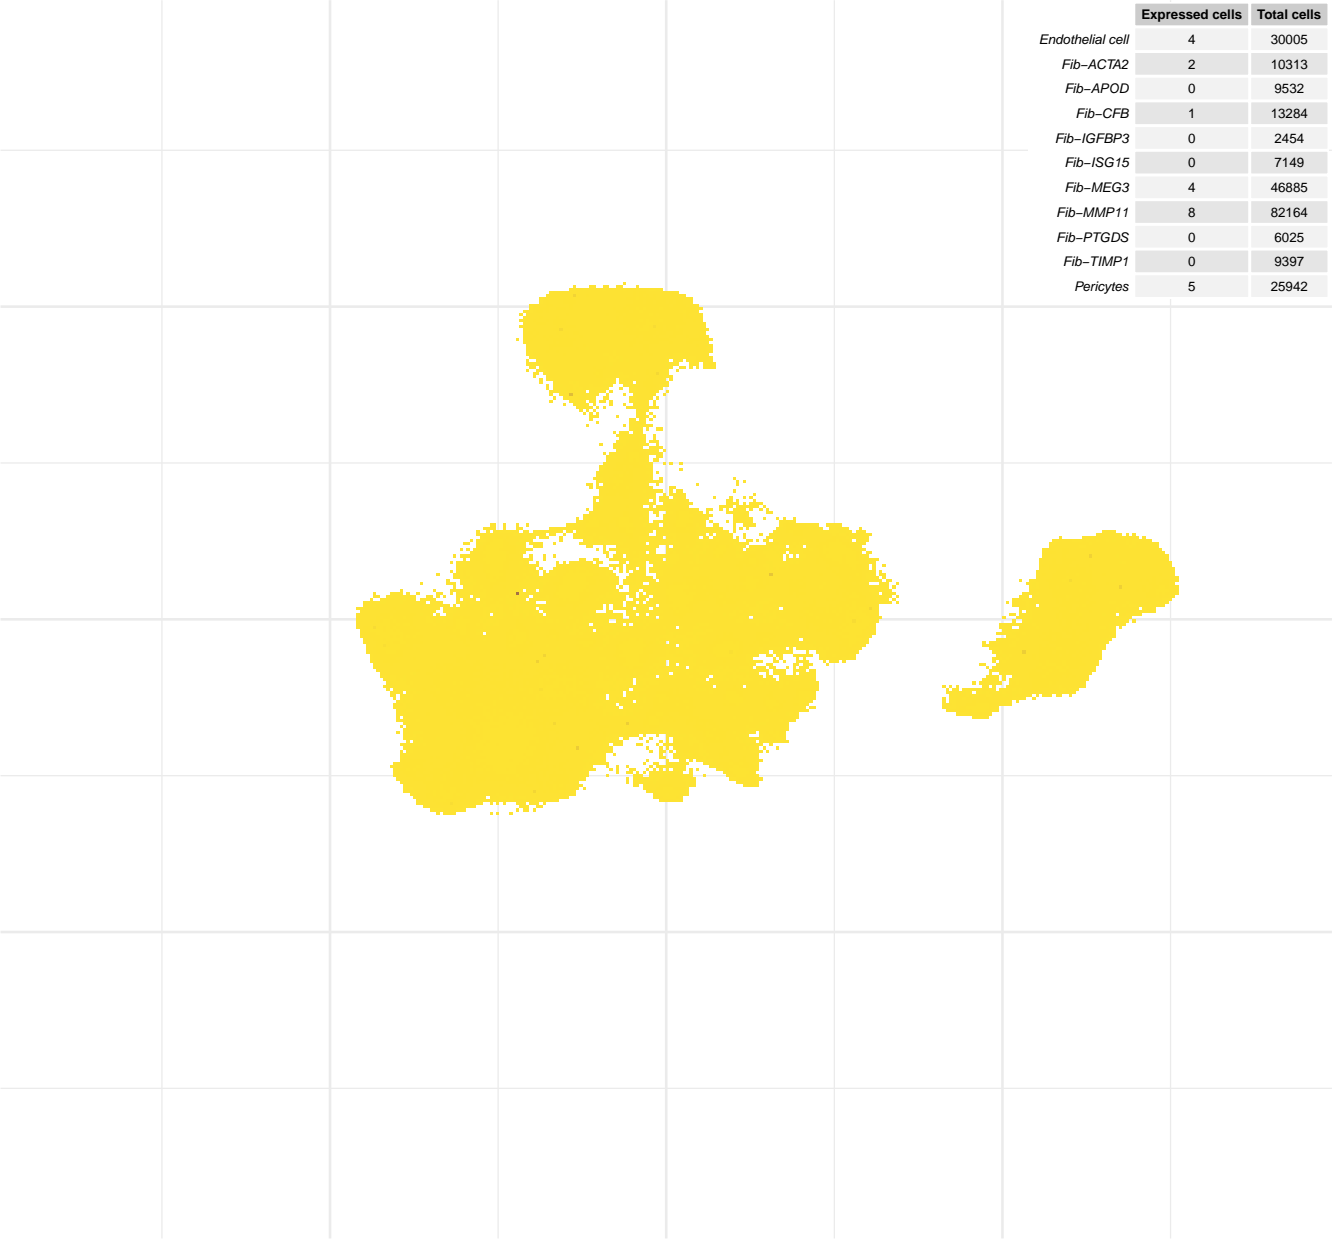 Expressed cells Total cells
Endothelial cell 4 30005
Fib−ACTA2 2 10313
Fib−APOD 0 9532
Fib−CFB 1 13284
Fib−IGFBP3 0 2454
Fib−ISG15 0 7149
Fib−MEG3 4 46885
Fib−MMP11 8 82164
Fib−PTGDS 0 6025
Fib−TIMP1 0 9397
Pericytes 5 25942